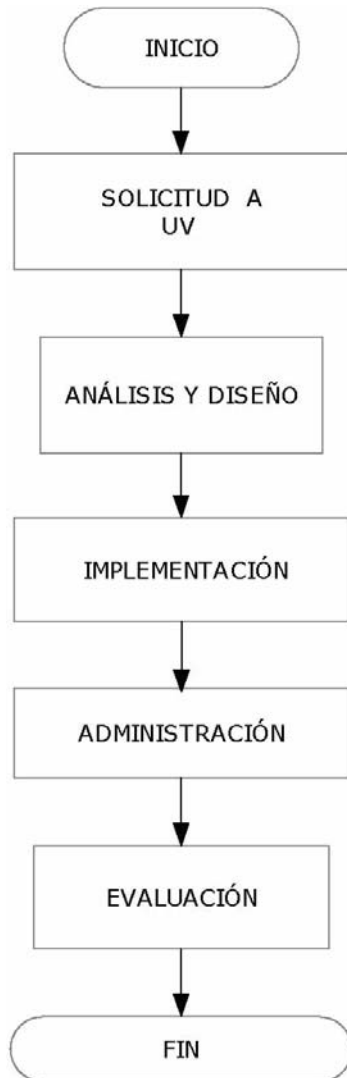 INICIO
SOLICITUD A
UV
ANÁLISIS Y DISEÑO
IMPLEMENTACIÓN
ADMINISTRACIÓN
EVALUACIÓN
FIN